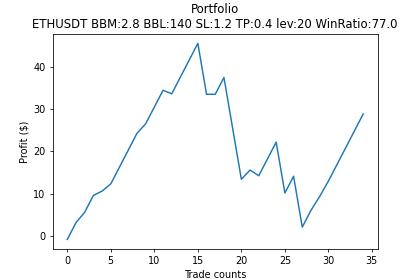 Portfolio
ETHUSDT BBM:2.8 BBL:140 SL:1.2 TP:0.4 lev:20 WinRatio:77.0
Profit ($)
40
30
20
10
0
0 5 10 15 20 25 30 35
Trade counts